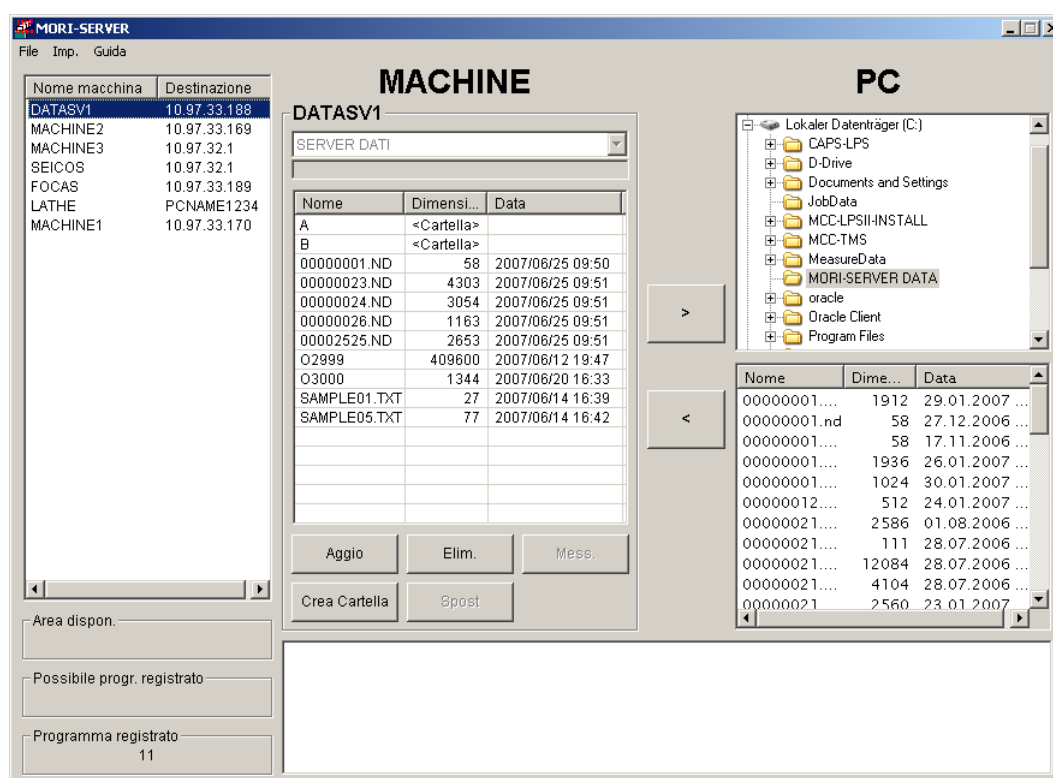 MORI-SERVER
File Imp. Guida
Nome macchina Destinazione
DATASV1 10.97.33.188
MACHINE2 10.97.33.169
MACHINE3 10.97.32.1
SEICOS 10.97.32.1
FOCAS 10.97.33.189
LATHE PCNAME1234
MACHINE1 10.97.33.170
Area dispon.
Possibile progr. registrato
Programma registrato
11
MACHINE
DATASV1
SERVER DATI
Nome Dimensi... Data
A <Cartella>
B <Cartella>
00000001.ND 58 2007/06/25 09:50
00000023.ND 4303 2007/06/25 09:51
00000024.ND 3054 2007/06/25 09:51
00000026.ND 1163 2007/06/25 09:51
00002525.ND 2653 2007/06/25 09:51
O2999 409600 2007/06/12 19:47
O3000 1344 2007/06/20 16:33
SAMPLE01.TXT 27 2007/06/14 16:39
SAMPLE05.TXT 77 2007/06/14 16:42
Aggio Elim. Mess.
Crea Cartella Spost
>
<
PC
Lokaler Datenträger (C:)
CAPS-LPS
D-Drive
Documents and Settings
JobData
MCC-LPSII-INSTALL
MCC-TMS
MeasureData
MORI-SERVER DATA
oracle
Oracle Client
Program Files
Nome Dime... Data
00000001.... 1912 29.01.2007 ...
00000001.nd 58 27.12.2006 ...
00000001.... 58 17.11.2006 ...
00000001.... 1936 26.01.2007 ...
00000001.... 1024 30.01.2007 ...
00000012.... 512 24.01.2007 ...
00000021.... 2586 01.08.2006 ...
00000021.... 111 28.07.2006 ...
00000021.... 12084 28.07.2006 ...
00000021.... 4104 28.07.2006 ...
00000021 2560 23.01.2007